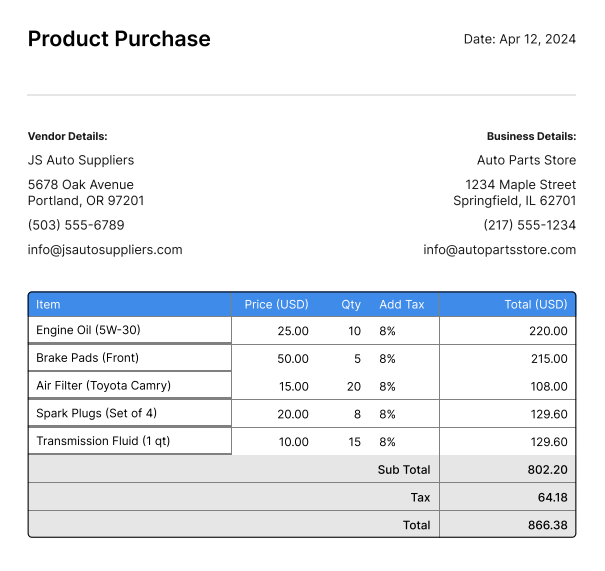 Product Purchase
Date: Apr 12, 2024
Vendor Details:
Business Details:
JS Auto Suppliers
Auto Parts Store
5678 Oak Avenue
1234 Maple Street
Portland, OR 97201
Springfield, IL 62701
(503) 555-6789
(217) 555-1234
info@jsautosuppliers.com
info@autopartsstore.com
Item Price (USD) Qty Add Tax Total (USD)
Engine Oil (5W-30) 25.00 10 8% 220.00
Brake Pads (Front) 50.00 5 8% 215.00
Air Filter (Toyota Camry) 15.00 20 8% 108.00
Spark Plugs (Set of 4) 20.00 8 8% 129.60
Transmission Fluid (1 qt) 10.00 15 8% 129.60
Sub Total 802.20
Tax 64.18
Total 866.38